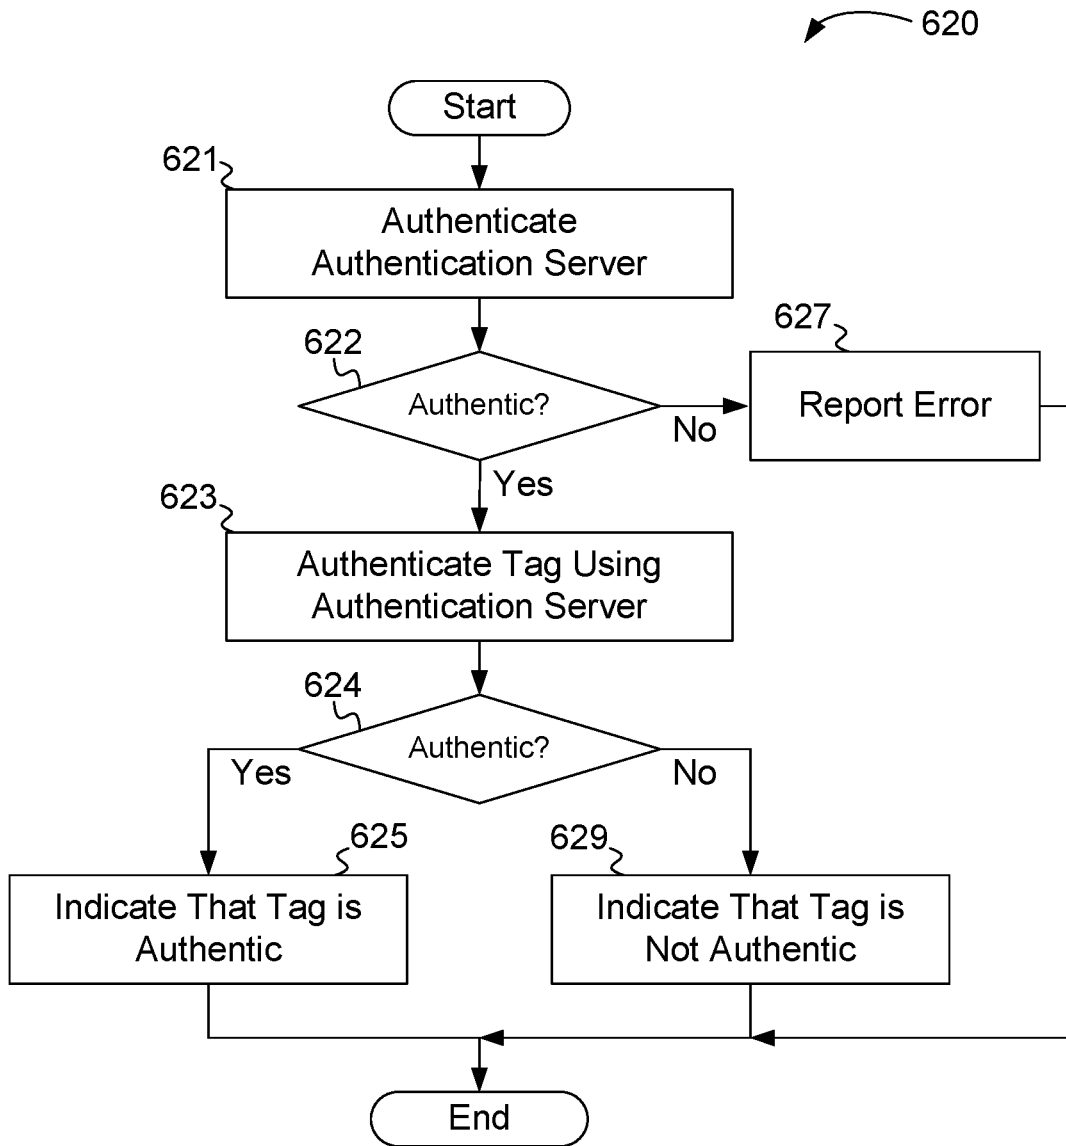 620
Start
621
Authenticate
Authentication Server
622
627
Authentic?
No
Report Error
Yes
623
Authenticate Tag Using
Authentication Server
624
Authentic?
Yes
No
625
629
Indicate That Tag is
Authentic
Indicate That Tag is
Not Authentic
End